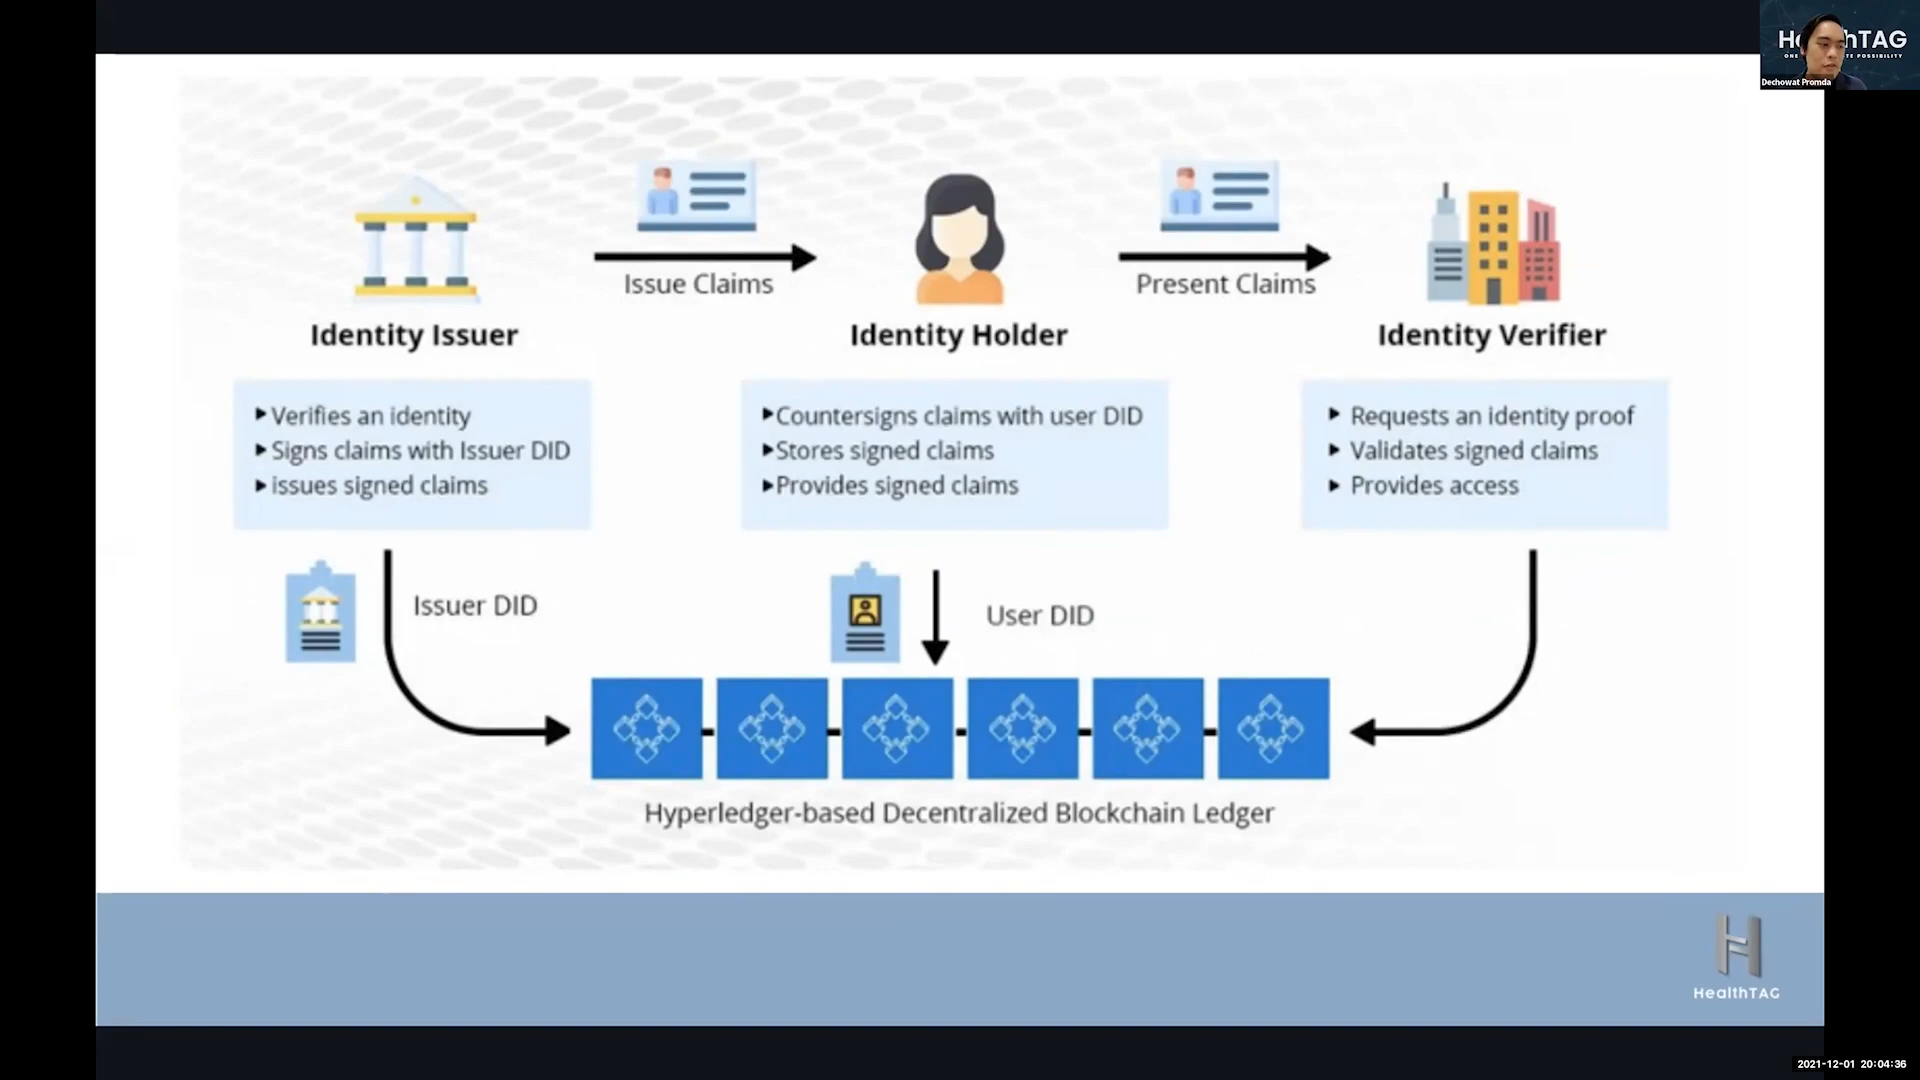 Dechowat Promda
Issue Claims
Present Claims
Identity Issuer
Identity Holder
Identity Verifier
Verifies an identity
Signs claims with Issuer DID
issues signed claims
Countersigns claims with user DID
Stores signed claims
Provides signed claims
Requests an identity proof
Validates signed claims
Provides access
Issuer DID
User DID
Hyperledger-based Decentralized Blockchain Ledger
HealthTAG
2021-12-01 20:04:36